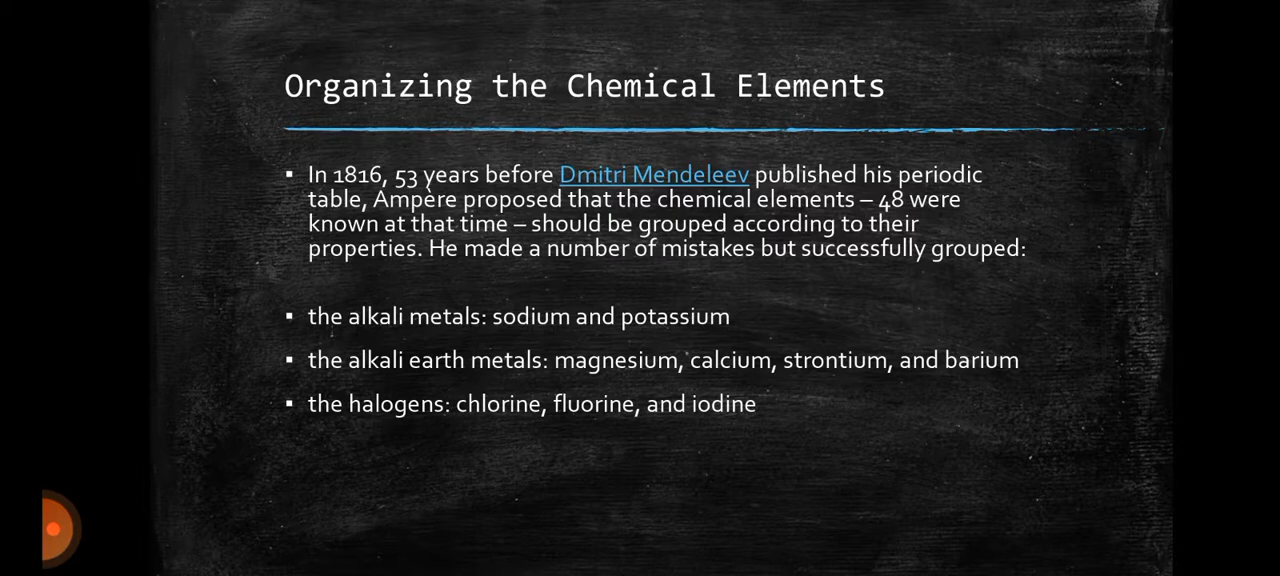 Organizing the Chemical Elements
▪ In 1816, 53 years before Dmitri Mendeleev published his periodic
table, Ampère proposed that the chemical elements – 48 were
known at that time – should be grouped according to their
properties. He made a number of mistakes but successfully grouped:
▪ the alkali metals: sodium and potassium
▪ the alkali earth metals: magnesium, calcium, strontium, and barium
▪ the halogens: chlorine, fluorine, and iodine